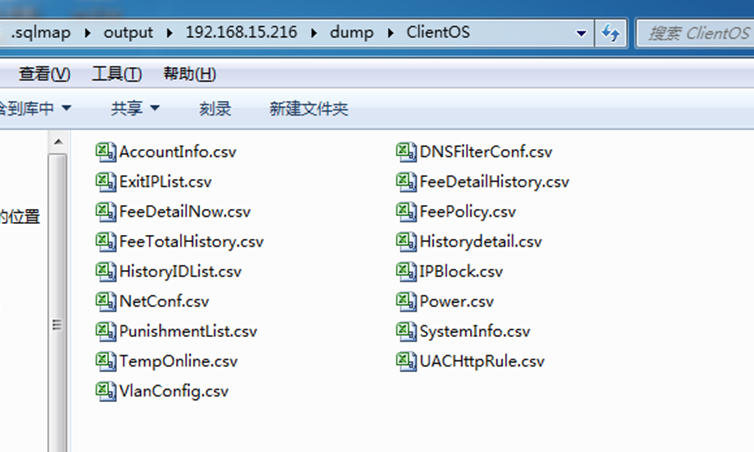 .sqlmap ▸ output ▸ 192.168.15.216 ▸ dump ▸ ClientOS
搜索 ClientOS
查看(V) 工具(T) 帮助(H)
含到库中 共享 刻录 新建文件夹
AccountInfo.csv DNSFilterConf.csv
ExitIPList.csv FeeDetailHistory.csv
的位置
FeeDetailNow.csv FeePolicy.csv
FeeTotalHistory.csv Historydetail.csv
HistoryIDList.csv IPBlock.csv
NetConf.csv Power.csv
PunishmentList.csv SystemInfo.csv
TempOnline.csv UACHttpRule.csv
VlanConfig.csv